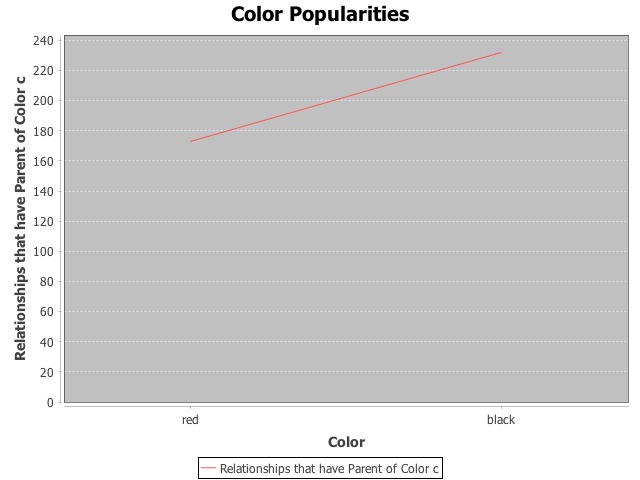 Color Popularities
Relationships that have Parent of Color c
240
220
200
180
160
140
120
100
80
60
40
20
0
red black
Color
Relationships that have Parent of Color c